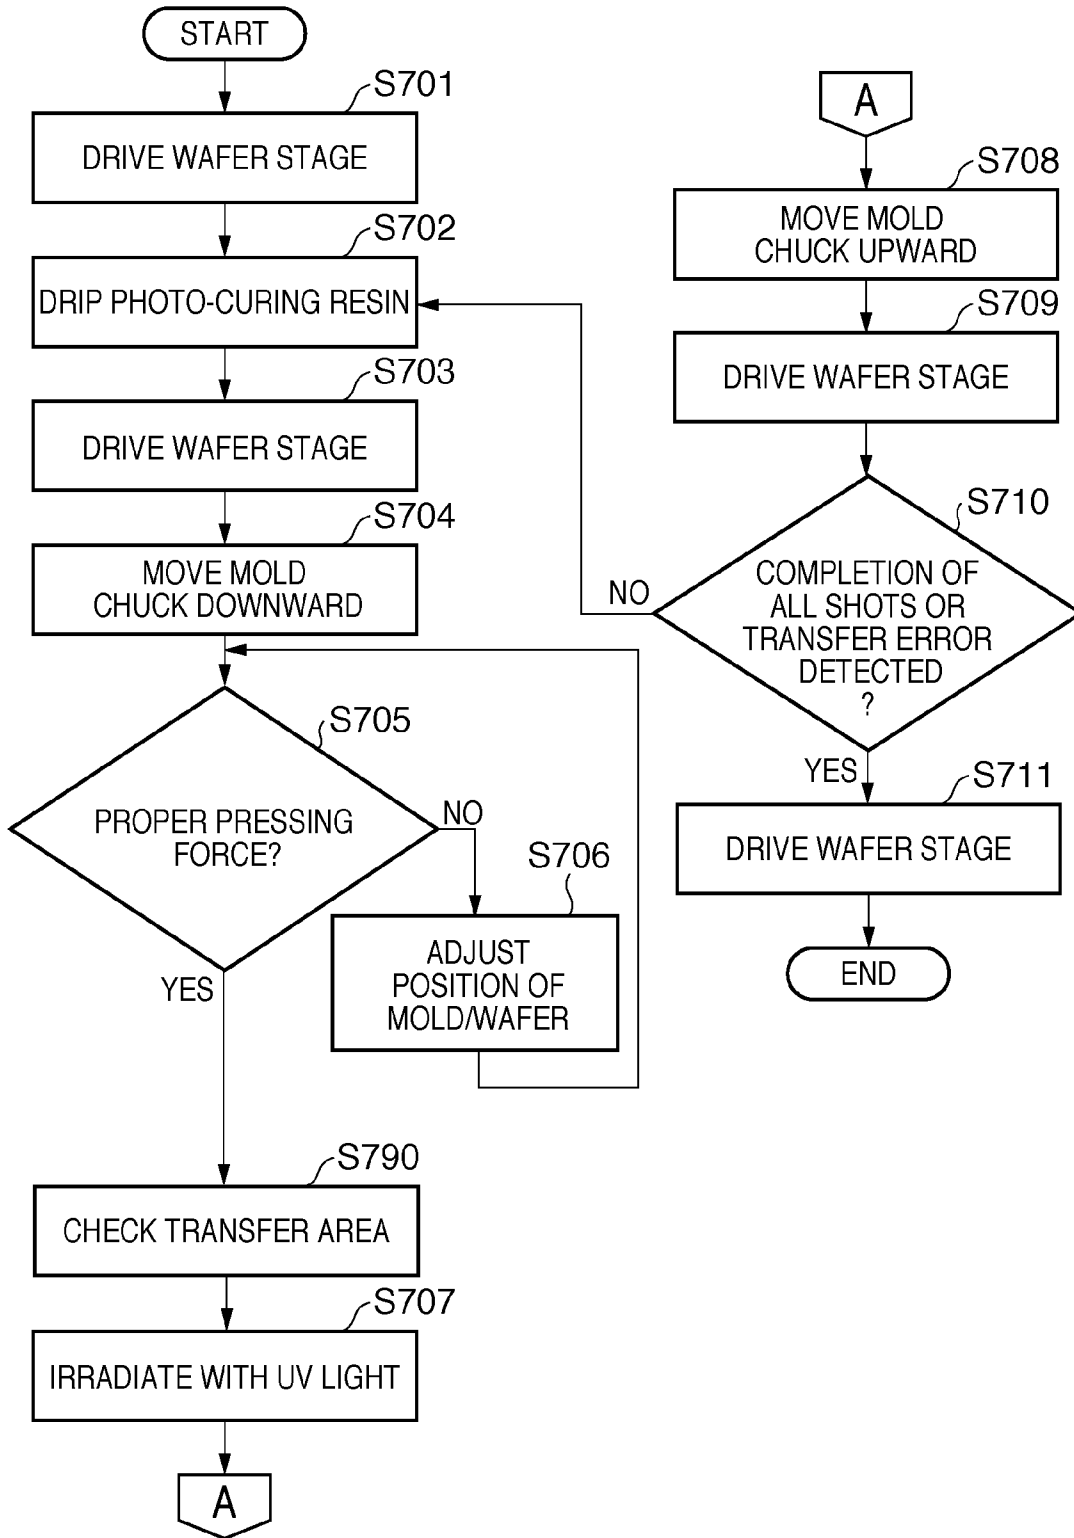 START
S701
DRIVE WAFER STAGE
S702
DRIP PHOTO-CURING RESIN
S703
DRIVE WAFER STAGE
S704
MOVE MOLD
CHUCK DOWNWARD
S705
PROPER PRESSING
FORCE?
NO
S706
ADJUST
POSITION OF
MOLD/WAFER
YES
S790
CHECK TRANSFER AREA
S707
IRRADIATE WITH UV LIGHT
A
A
S708
MOVE MOLD
CHUCK UPWARD
S709
DRIVE WAFER STAGE
S710
COMPLETION OF
ALL SHOTS OR
TRANSFER ERROR
DETECTED
?
NO
YES
S711
DRIVE WAFER STAGE
END